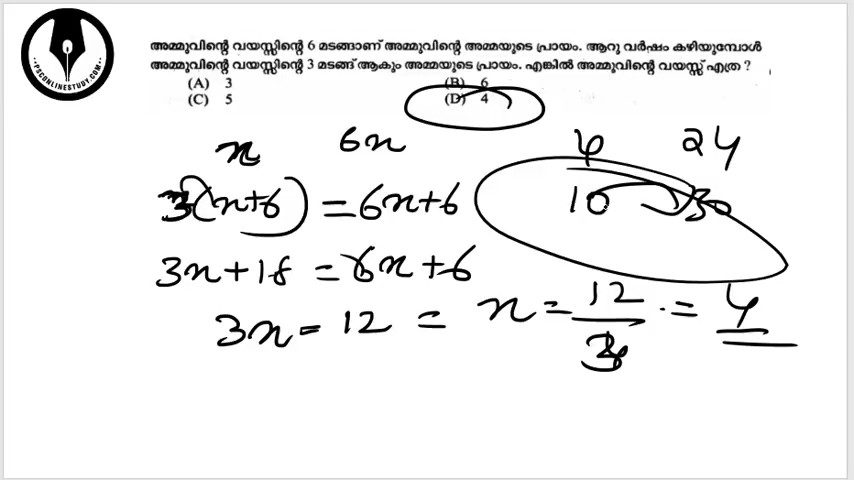 PSCONLINESTUDY.COM
അമ്മുവിന്റെ വയസ്സിന്റെ 6 മടങ്ങാണ് അമ്മുവിന്റെ അമ്മയുടെ പ്രായം. ആറു വർഷം കഴിയുമ്പോൾ
അമ്മുവിന്റെ വയസ്സിന്റെ 3 മടങ്ങ് ആകും അമ്മയുടെ പ്രായം. എങ്കിൽ അമ്മുവിന്റെ വയസ്സ് എത്ര ?
(A) 3 (B) 6
(C) 5 (D) 4
x 6x 4 24
3(x+6) = 6x+6 10 30
3x+18 = 6x+6
3x = 12 = x = 12/3 = 4